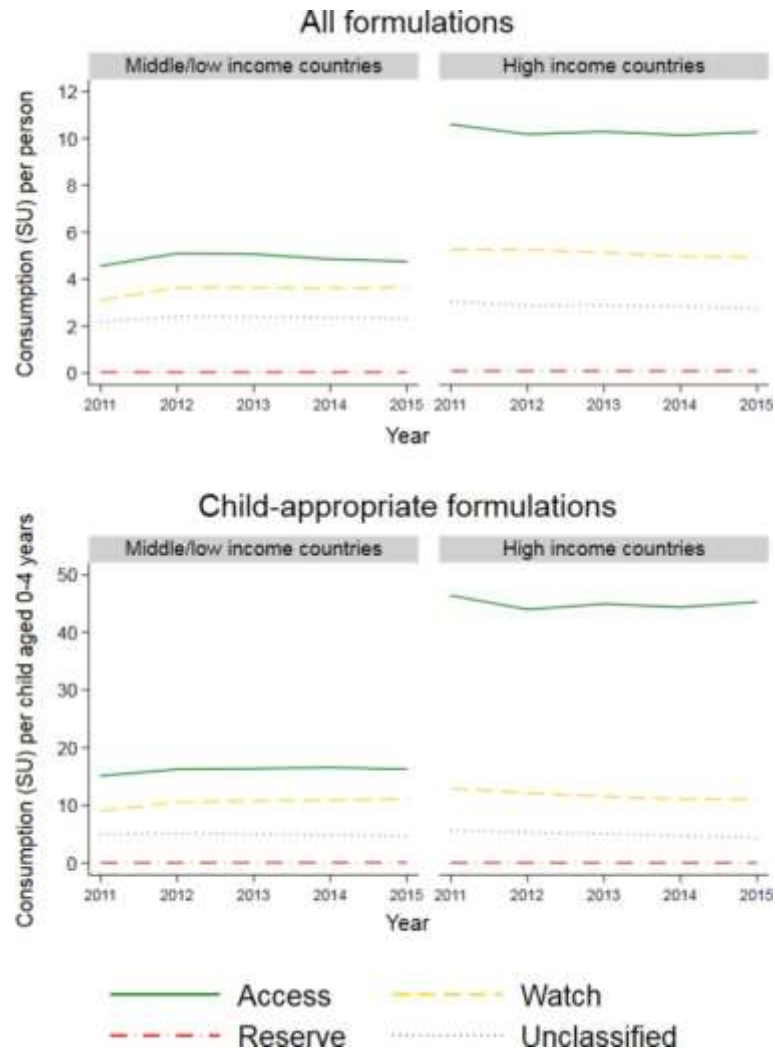 All formulations
Middle/low income countries High income countries
Consumption (SU) per person
12
10
8
6
4
2
0
2011 2012 2013 2014 2015 2011 2012 2013 2014 2015
Year
Child-appropriate formulations
Middle/low income countries High income countries
Consumption (SU) per child aged 0-4 years
50
40
30
20
10
0
2011 2012 2013 2014 2015 2011 2012 2013 2014 2015
Year
Access Watch
Reserve Unclassified